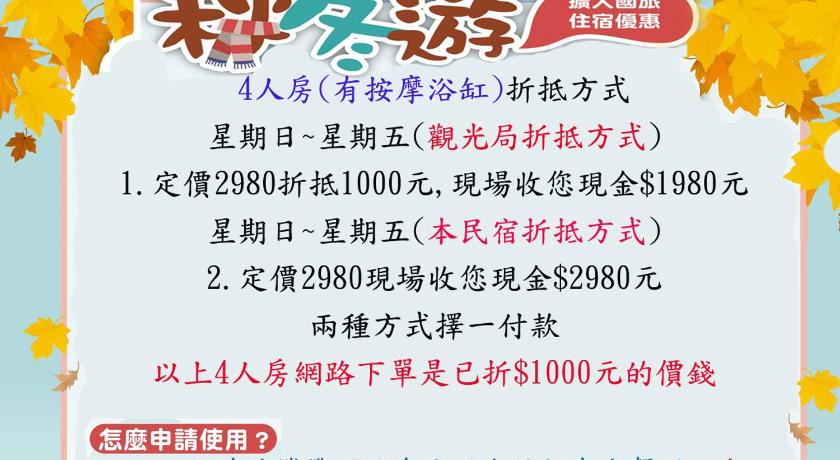 秋冬遊
擴大國旅
住宿優惠
4人房(有按摩浴缸)折抵方式
星期日~星期五(觀光局折抵方式)
1.定價2980折抵1000元,現場收您現金$1980元
星期日~星期五(本民宿折抵方式)
2.定價2980現場收您現金$2980元
兩種方式擇一付款
以上4人房網路下單是已折$1000元的價錢
怎麼申請使用?